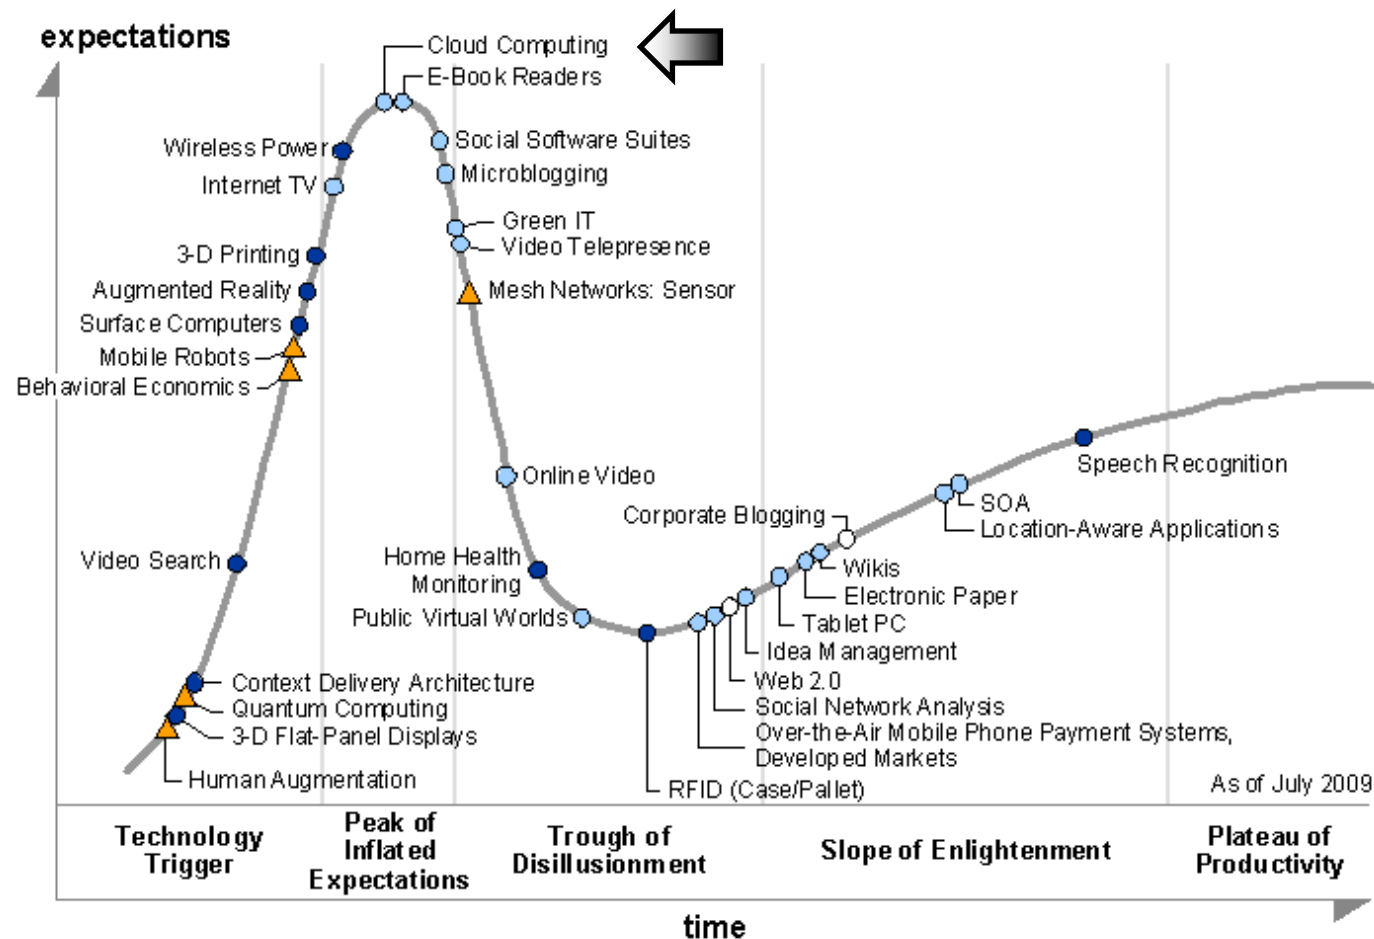 expectations
Cloud Computing
E-Book Readers
Social Software Suites
Wireless Power
Microblogging
Internet TV
Green IT
Video Telepresence
3-D Printing
Augmented Reality
Mesh Networks: Sensor
Surface Computers
Mobile Robots
Behavioral Economics
Speech Recognition
Online Video
SOA
Corporate Blogging
Location-Aware Applications
Home Health
Monitoring
Video Search
Wikis
Electronic Paper
Public Virtual Worlds
Tablet PC
Idea Management
Web 2.0
Context Delivery Architecture
Quantum Computing
Social Network Analysis
3-D Flat-Panel Displays
Over-the-Air Mobile Phone Payment Systems,
Developed Markets
Human Augmentation
RFID (Case/Pallet)
As of July 2009
Technology
Trigger
Peak of
Inflated
Expectations
Trough of
Disillusionment
Slope of Enlightenment
Plateau of
Productivity
time